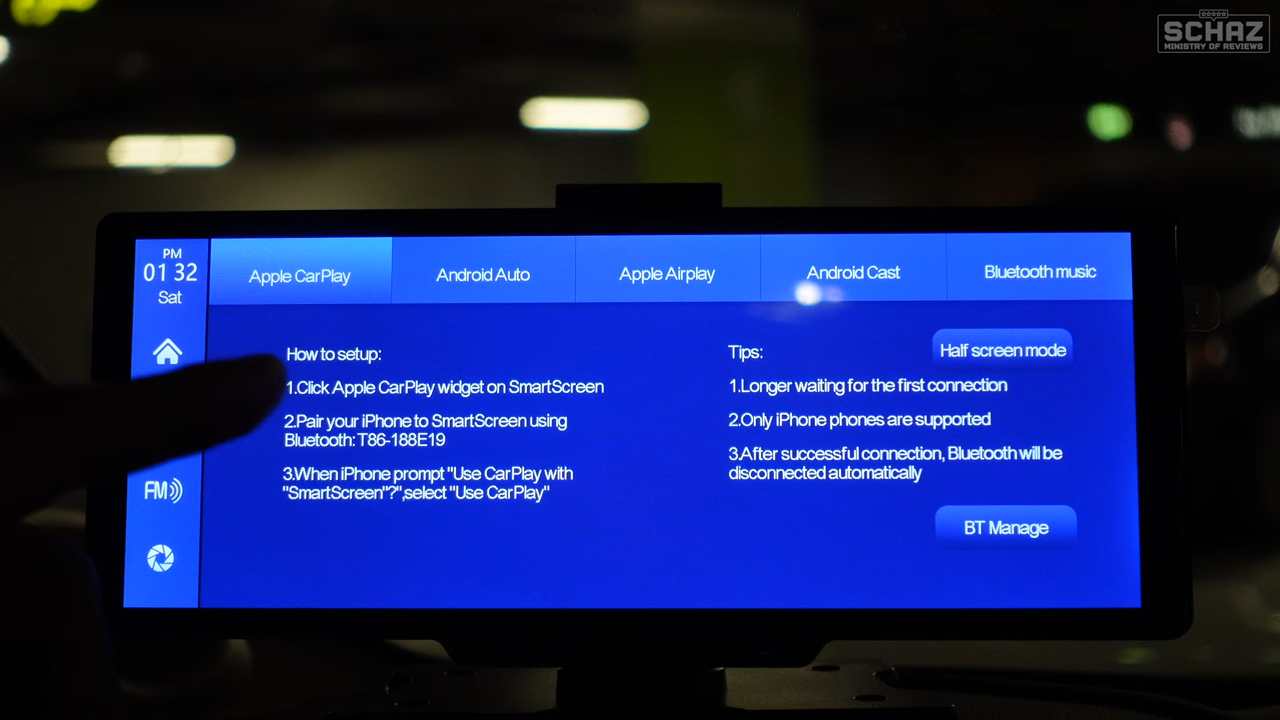 SCHAZ
MINISTRY OF REVIEWS
PM
01 32
Sat
FM
Apple CarPlay
Android Auto
Apple Airplay
Android Cast
Bluetooth music
How to setup:
1.Click Apple CarPlay widget on SmartScreen
2.Pair your iPhone to SmartScreen using
Bluetooth: T86-188E19
3.When iPhone prompt "Use CarPlay with
"SmartScreen"?",select "Use CarPlay"
Tips:
Half screen mode
1.Longer waiting for the first connection
2.Only iPhone phones are supported
3.After successful connection, Bluetooth will be
disconnected automatically
BT Manage